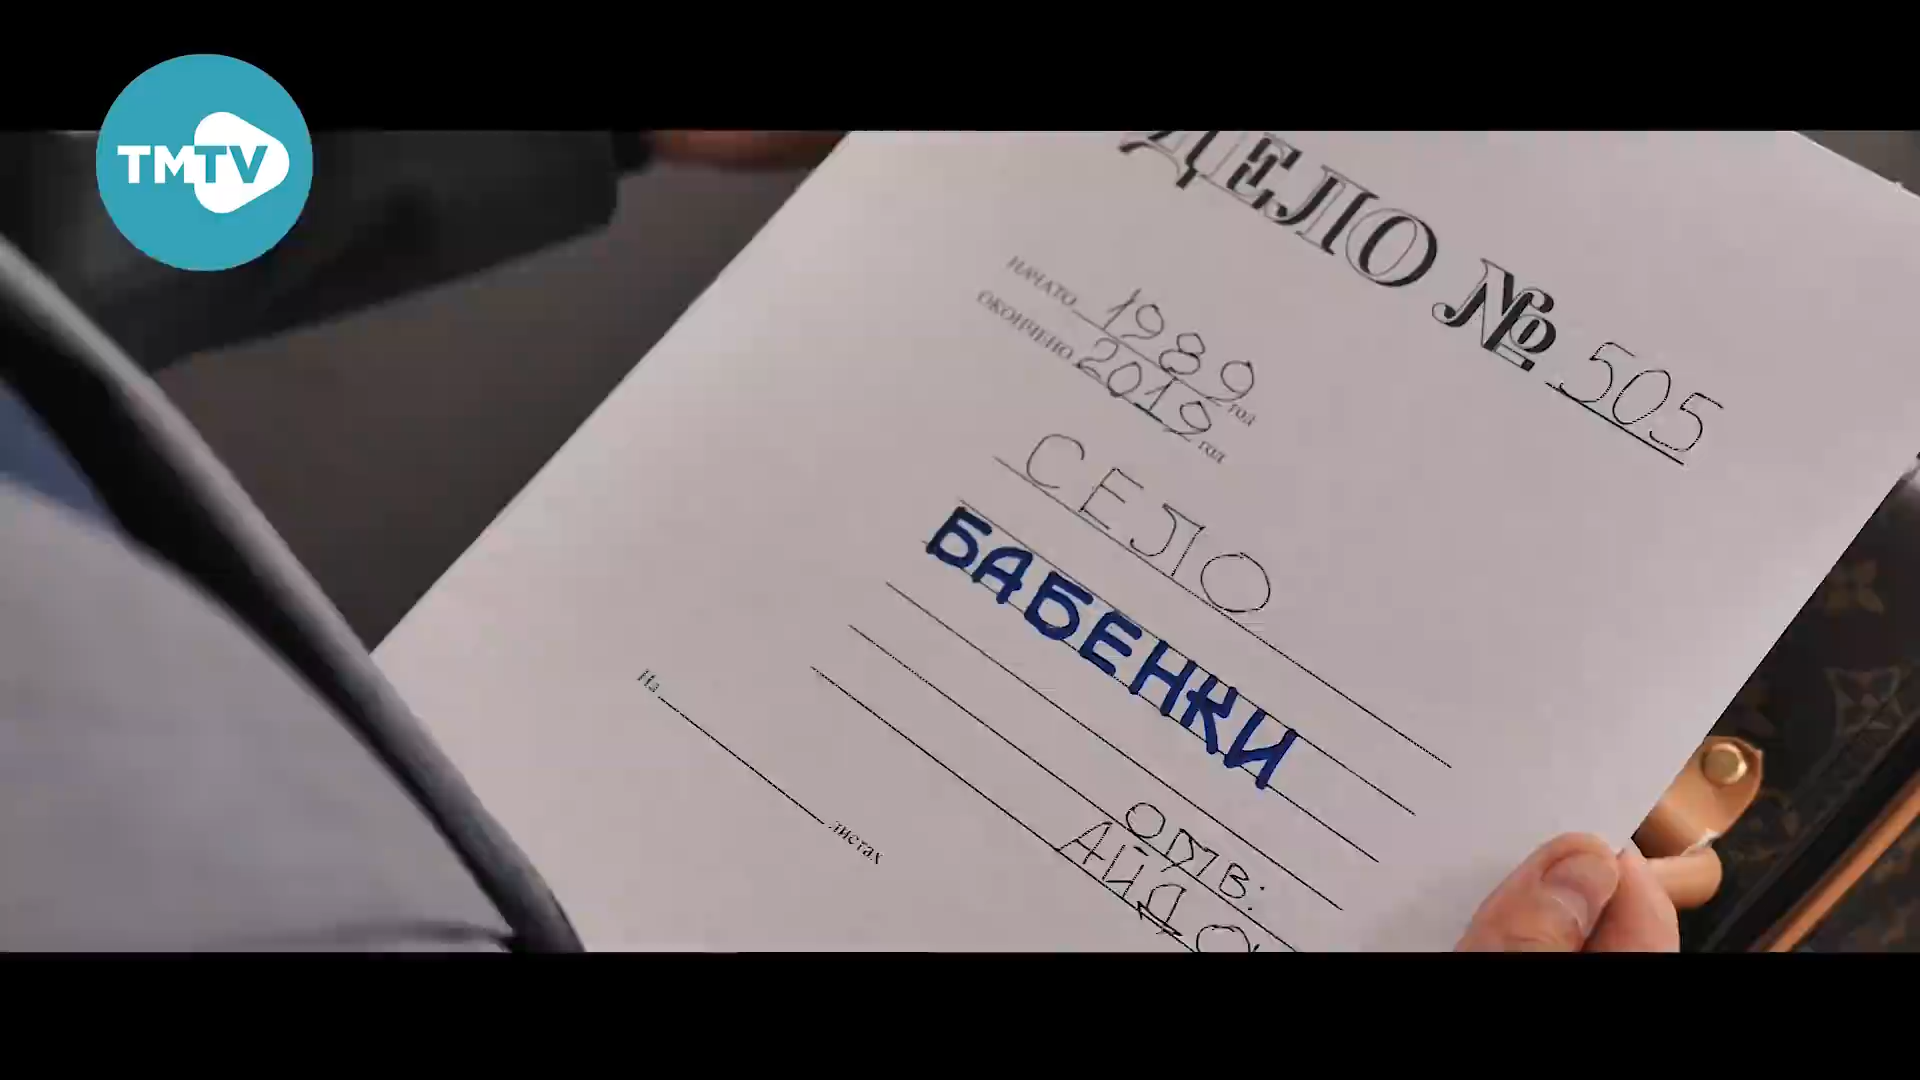 TMTV
ДЕЛО № 505
НАЧАТО 1989 год
ОКОНЧЕНО 2019 год
СЕЛО
БАБЕНКИ
На листах
ОТВ: